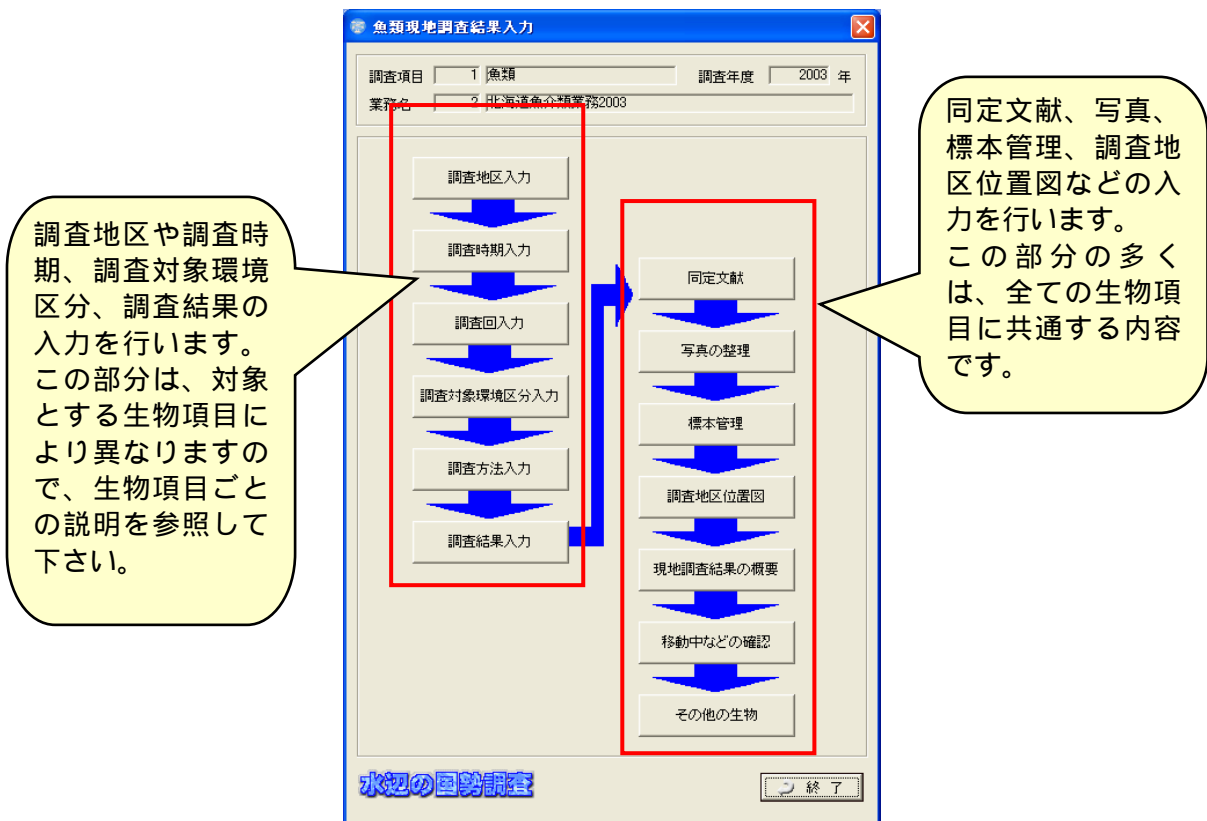 魚類現地調査結果入力
調査項目 1 魚類 調査年度 2003 年
業務名 2 北海道魚介類業務2003
調査地区入力
調査時期入力
調査回入力
調査対象環境区分入力
調査方法入力
調査結果入力
同定文献
写真の整理
標本管理
調査地区位置図
現地調査結果の概要
移動中などの確認
その他の生物
水辺の国勢調査
終 了
調査地区や調査時
期、調査対象環境
区分、調査結果の
入力を行います。
この部分は、対象
とする生物項目に
より異なりますの
で、生物項目ごと
の説明を参照して
下さい。
同定文献、写真、
標本管理、調査地
区位置図などの入
力を行います。
この部分の多く
は、全ての生物項
目に共通する内容
です。